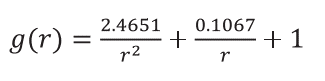 g(r) = 2.4651/r² + 0.1067/r + 1